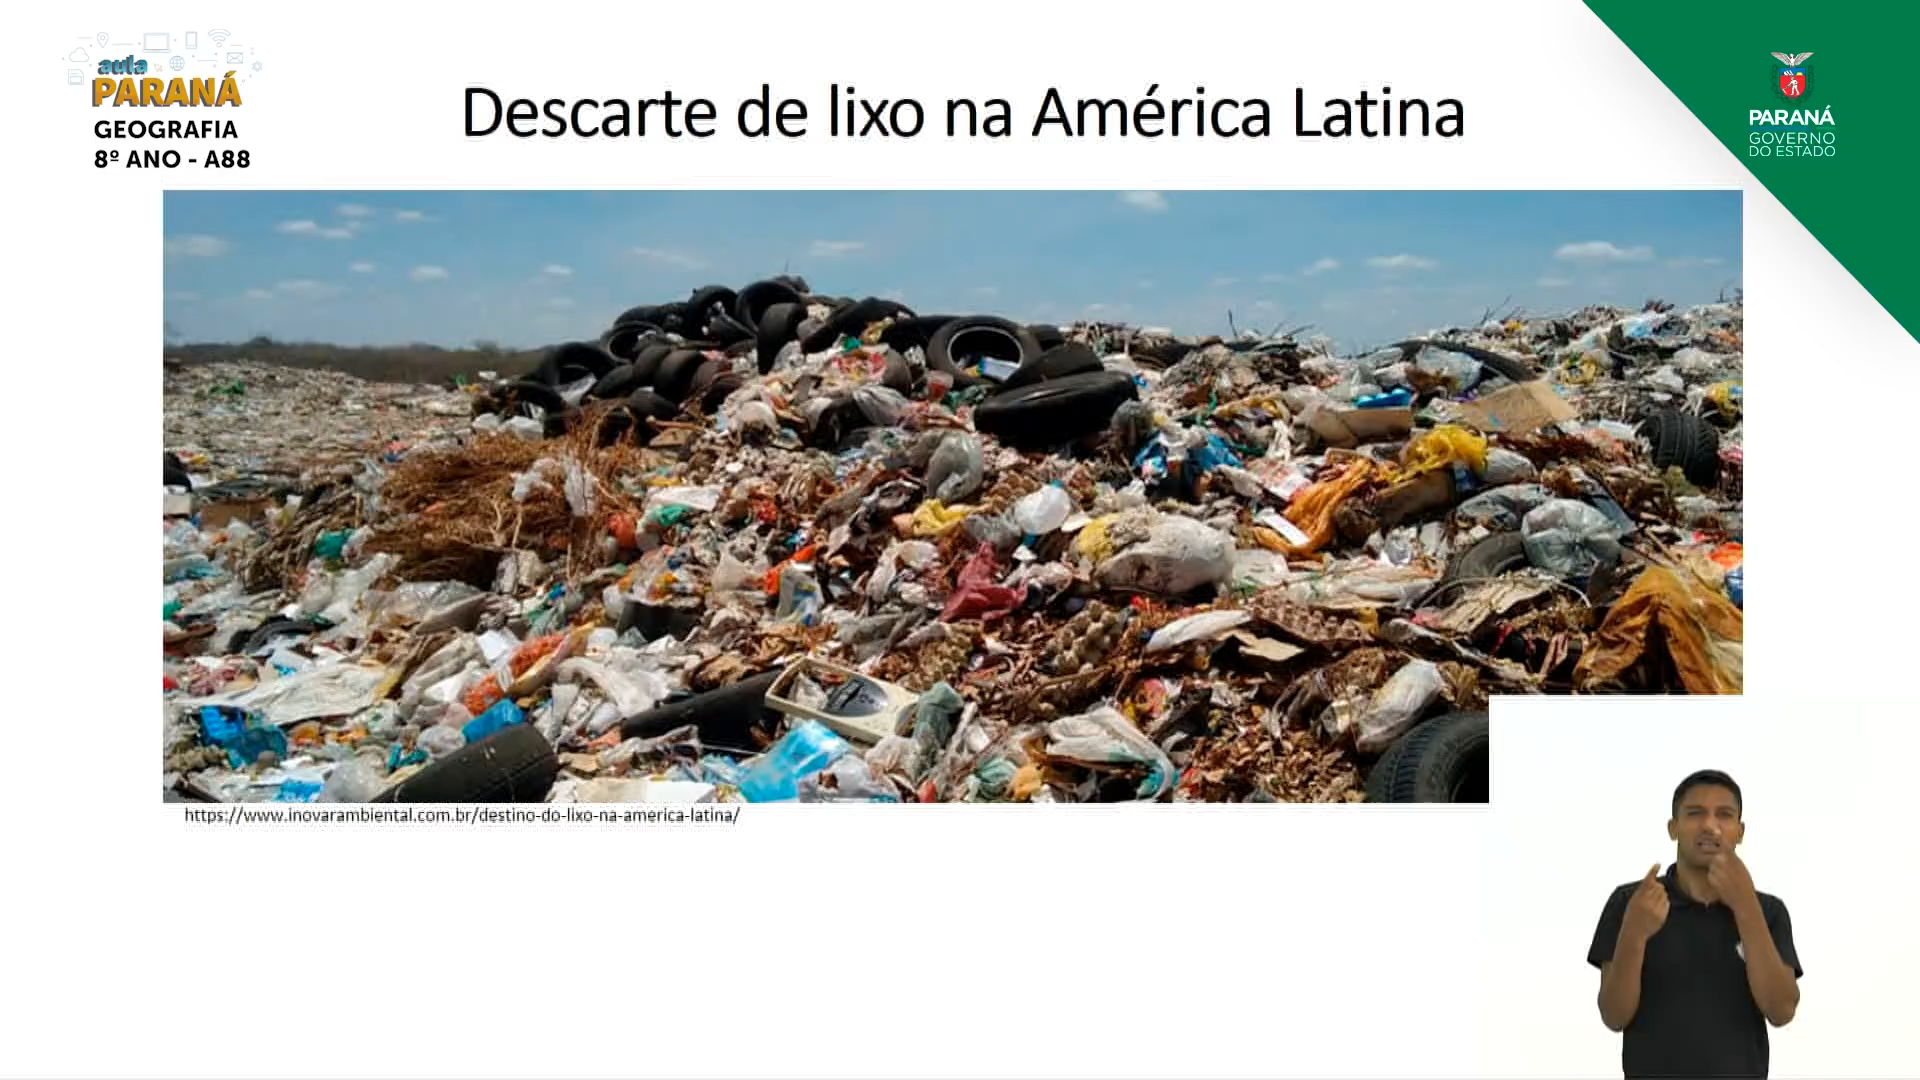 aula
PARANÁ
GEOGRAFIA
8º ANO - A88
Descarte de lixo na América Latina
PARANÁ
GOVERNO
DO ESTADO
https://www.inovarambiental.com.br/destino-do-lixo-na-america-latina/